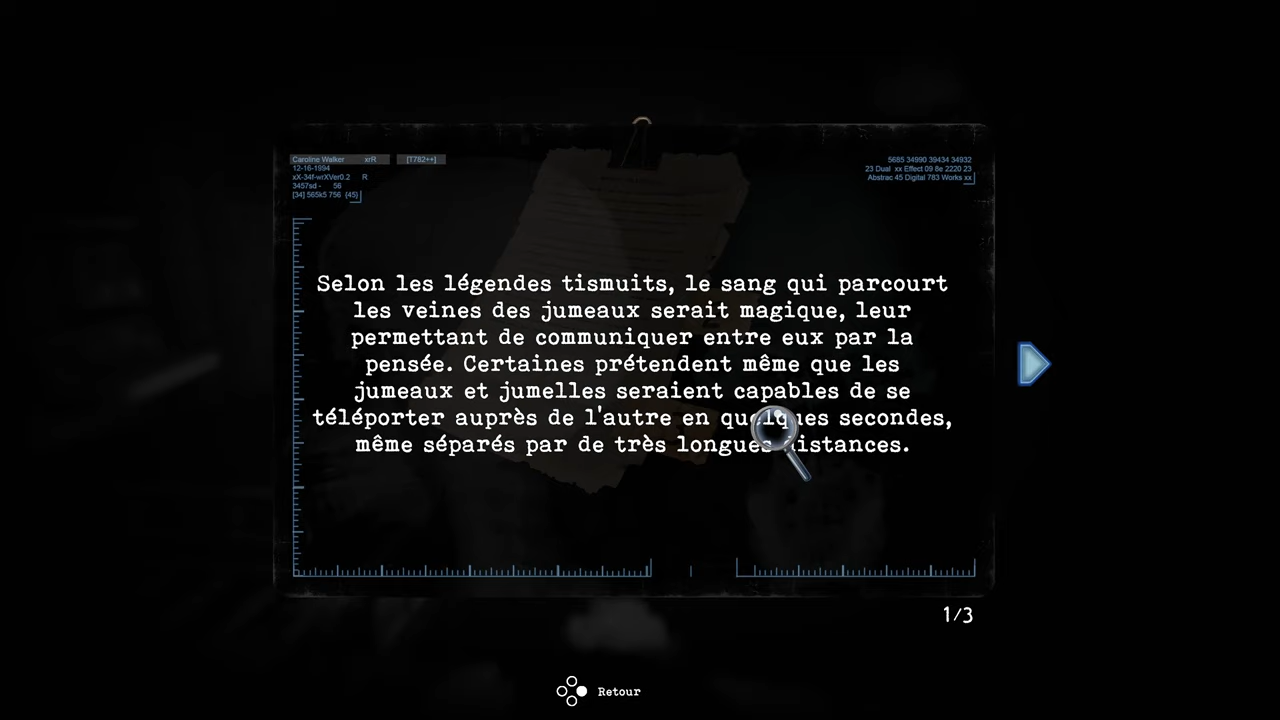 Caroline Walker xrR [T782++]
12-16-1994
xX-34f-wrXVer0.2 R
3457sd - 56
[34] 565k5 756 {45}
5685 34990 39434 34932
23 Dual xx Effect 09 8e 2220 23
Abstrac 45 Digital 783 Works xx
Selon les légendes tismuits, le sang qui parcourt
les veines des jumeaux serait magique, leur
permettant de communiquer entre eux par la
pensée. Certaines prétendent même que les
jumeaux et jumelles seraient capables de se
téléporter auprès de l'autre en quelques secondes,
même séparés par de très longues distances.
1/3
Retour